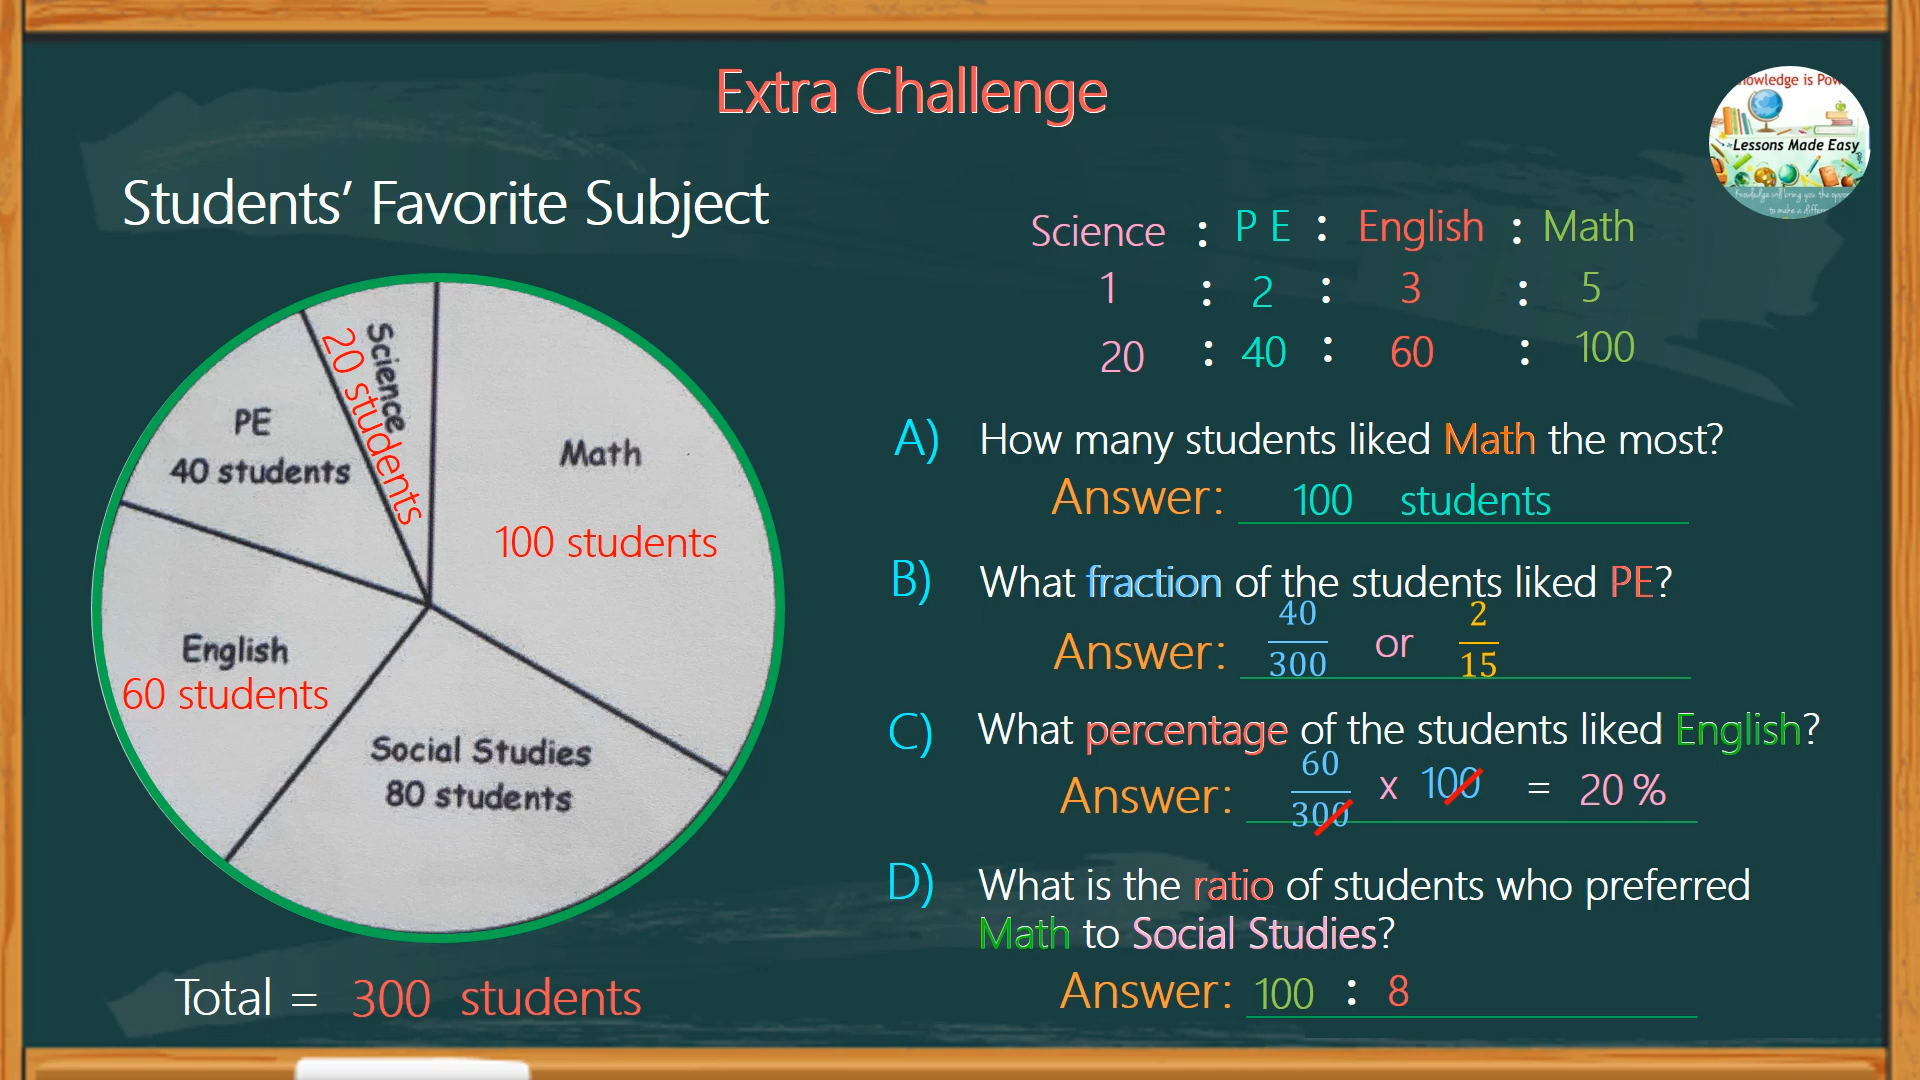 Extra Challenge
Students’ Favorite Subject
Science
20 students
PE
40 students
Math
100 students
English
60 students
Social Studies
80 students
Total = 300 students
nowledge is Pow
Lessons Made Easy
Science : P E : English : Math
1 : 2 : 3 : 5
20 : 40 : 60 : 100
A) How many students liked Math the most?
Answer: 100 students
B) What fraction of the students liked PE?
Answer: 40/300 or 2/15
C) What percentage of the students liked English?
Answer: 60/300 x 100 = 20 %
D) What is the ratio of students who preferred
Math to Social Studies?
Answer: 100 : 8